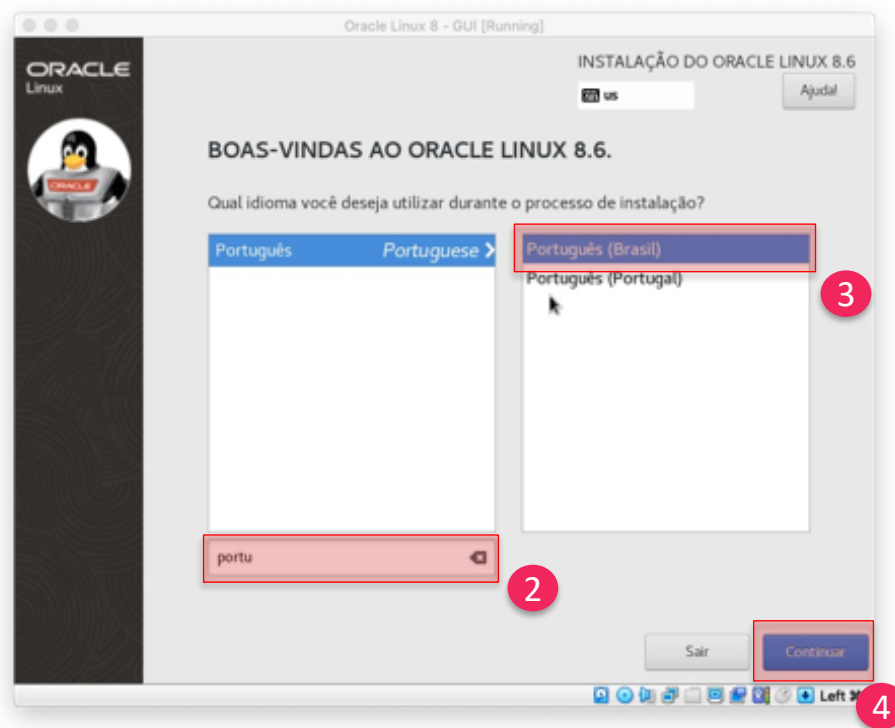 Oracle Linux 8 - GUI [Running]
ORACLE
Linux
INSTALAÇÃO DO ORACLE LINUX 8.6
us
Ajuda!
ORACLE
BOAS-VINDAS AO ORACLE LINUX 8.6.
Qual idioma você deseja utilizar durante o processo de instalação?
Português Portuguese
Português (Brasil)
Português (Portugal)
3
portu
2
Sair
Continuar
Left ⌘
4